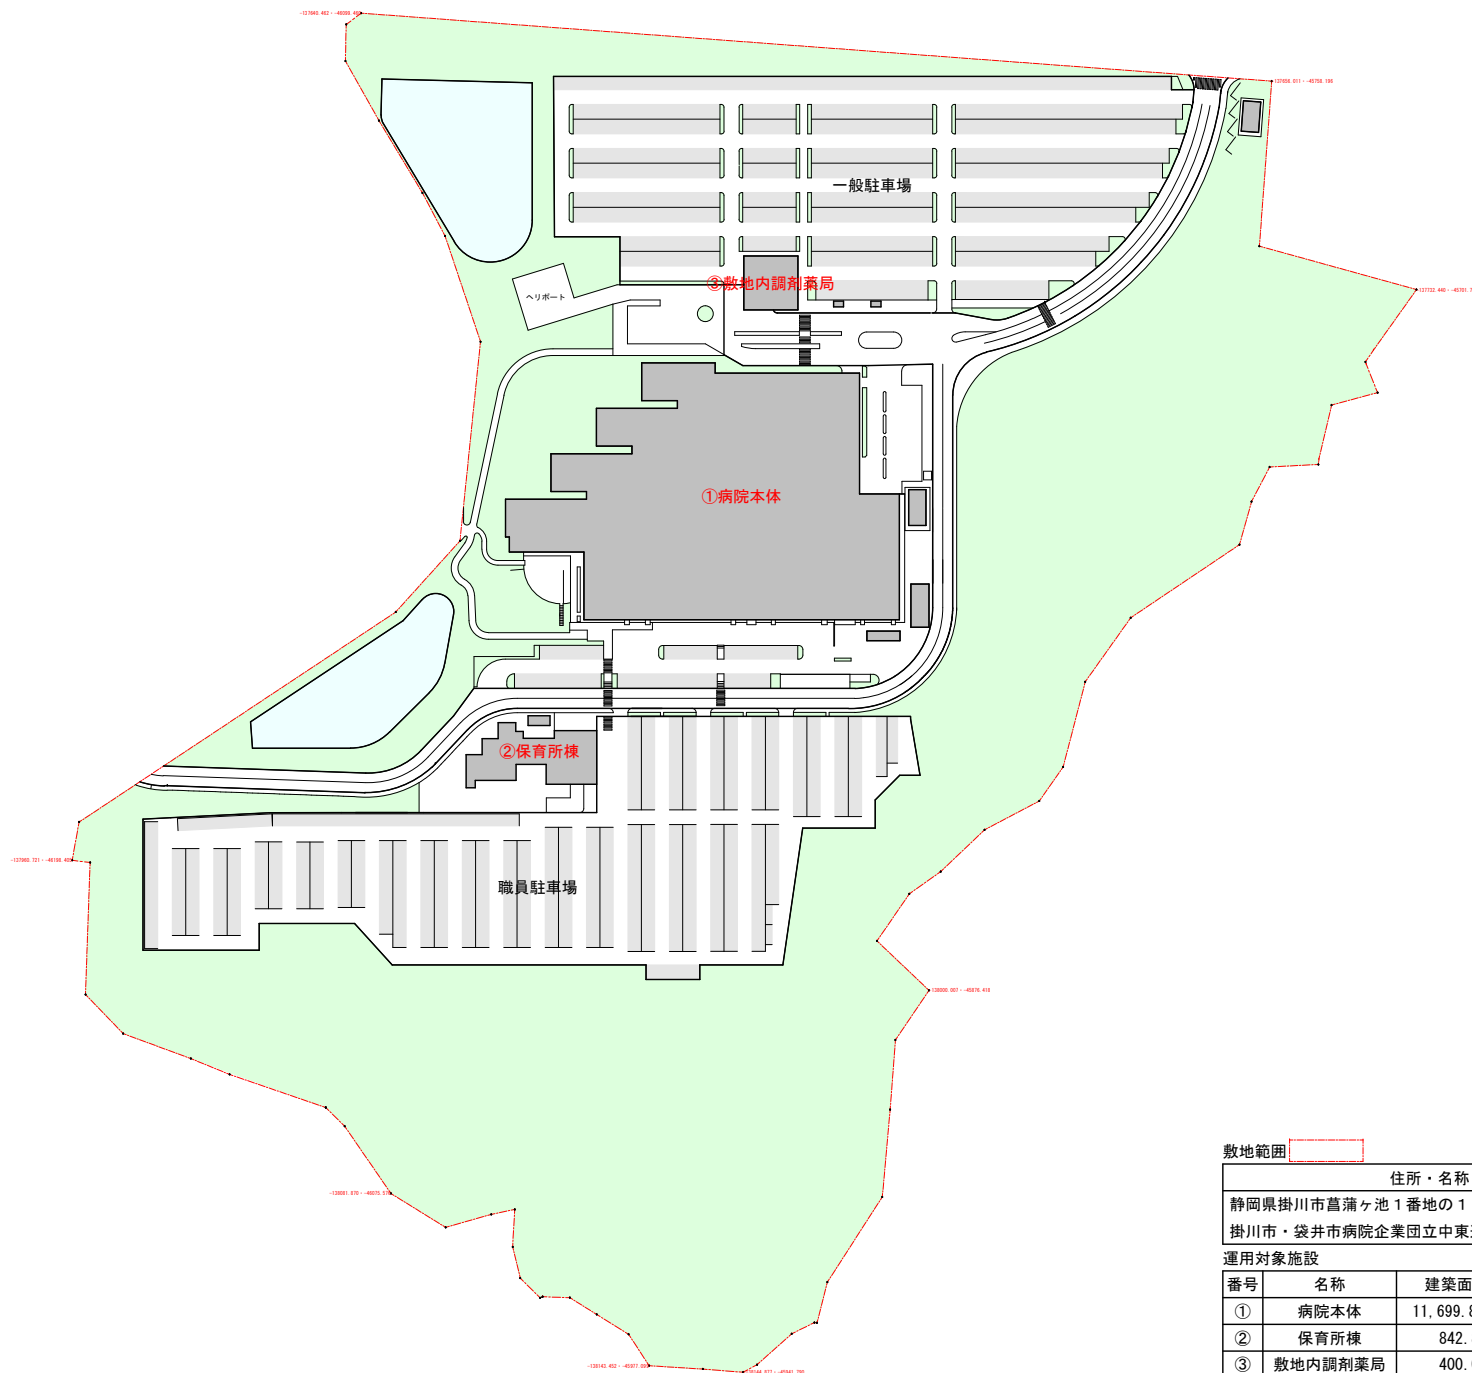 一般駐車場
③敷地内調剤薬局
ヘリポート
①病院本体
②保育所棟
職員駐車場
敷地範囲
住所・名称
静岡県掛川市菖蒲ヶ池1番地の1
掛川市・袋井市病院企業団立中東
運用対象施設
番号 名称 建築面
① 病院本体 11,699.8
② 保育所棟 842.
③ 敷地内調剤薬局 400.